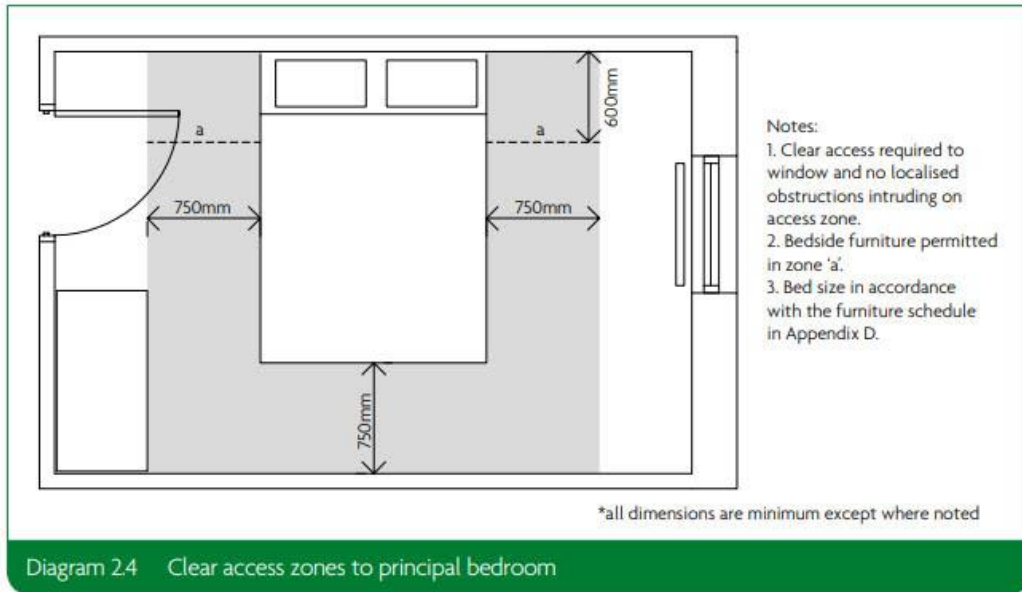 600mm
a
a
750mm
750mm
750mm
Notes:
1. Clear access required to
window and no localised
obstructions intruding on
access zone.
2. Bedside furniture permitted
in zone ‘a’.
3. Bed size in accordance
with the furniture schedule
in Appendix D.
*all dimensions are minimum except where noted
Diagram 2.4 Clear access zones to principal bedroom